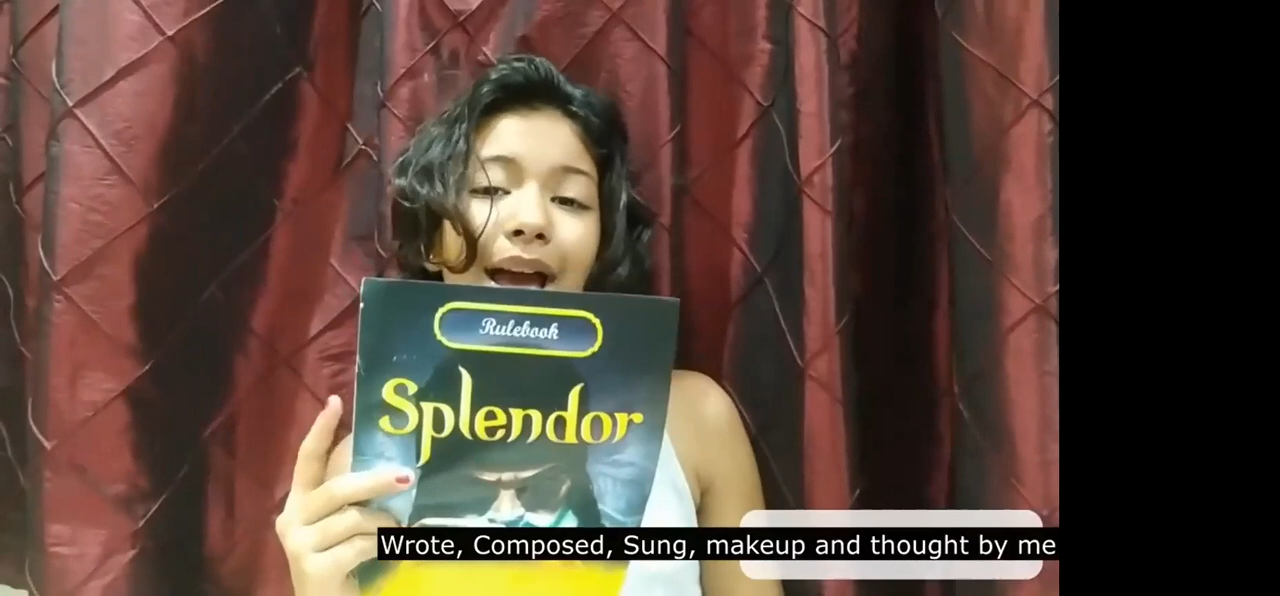 Rulebook
Splendor
Wrote, Composed, Sung, makeup and thought by me